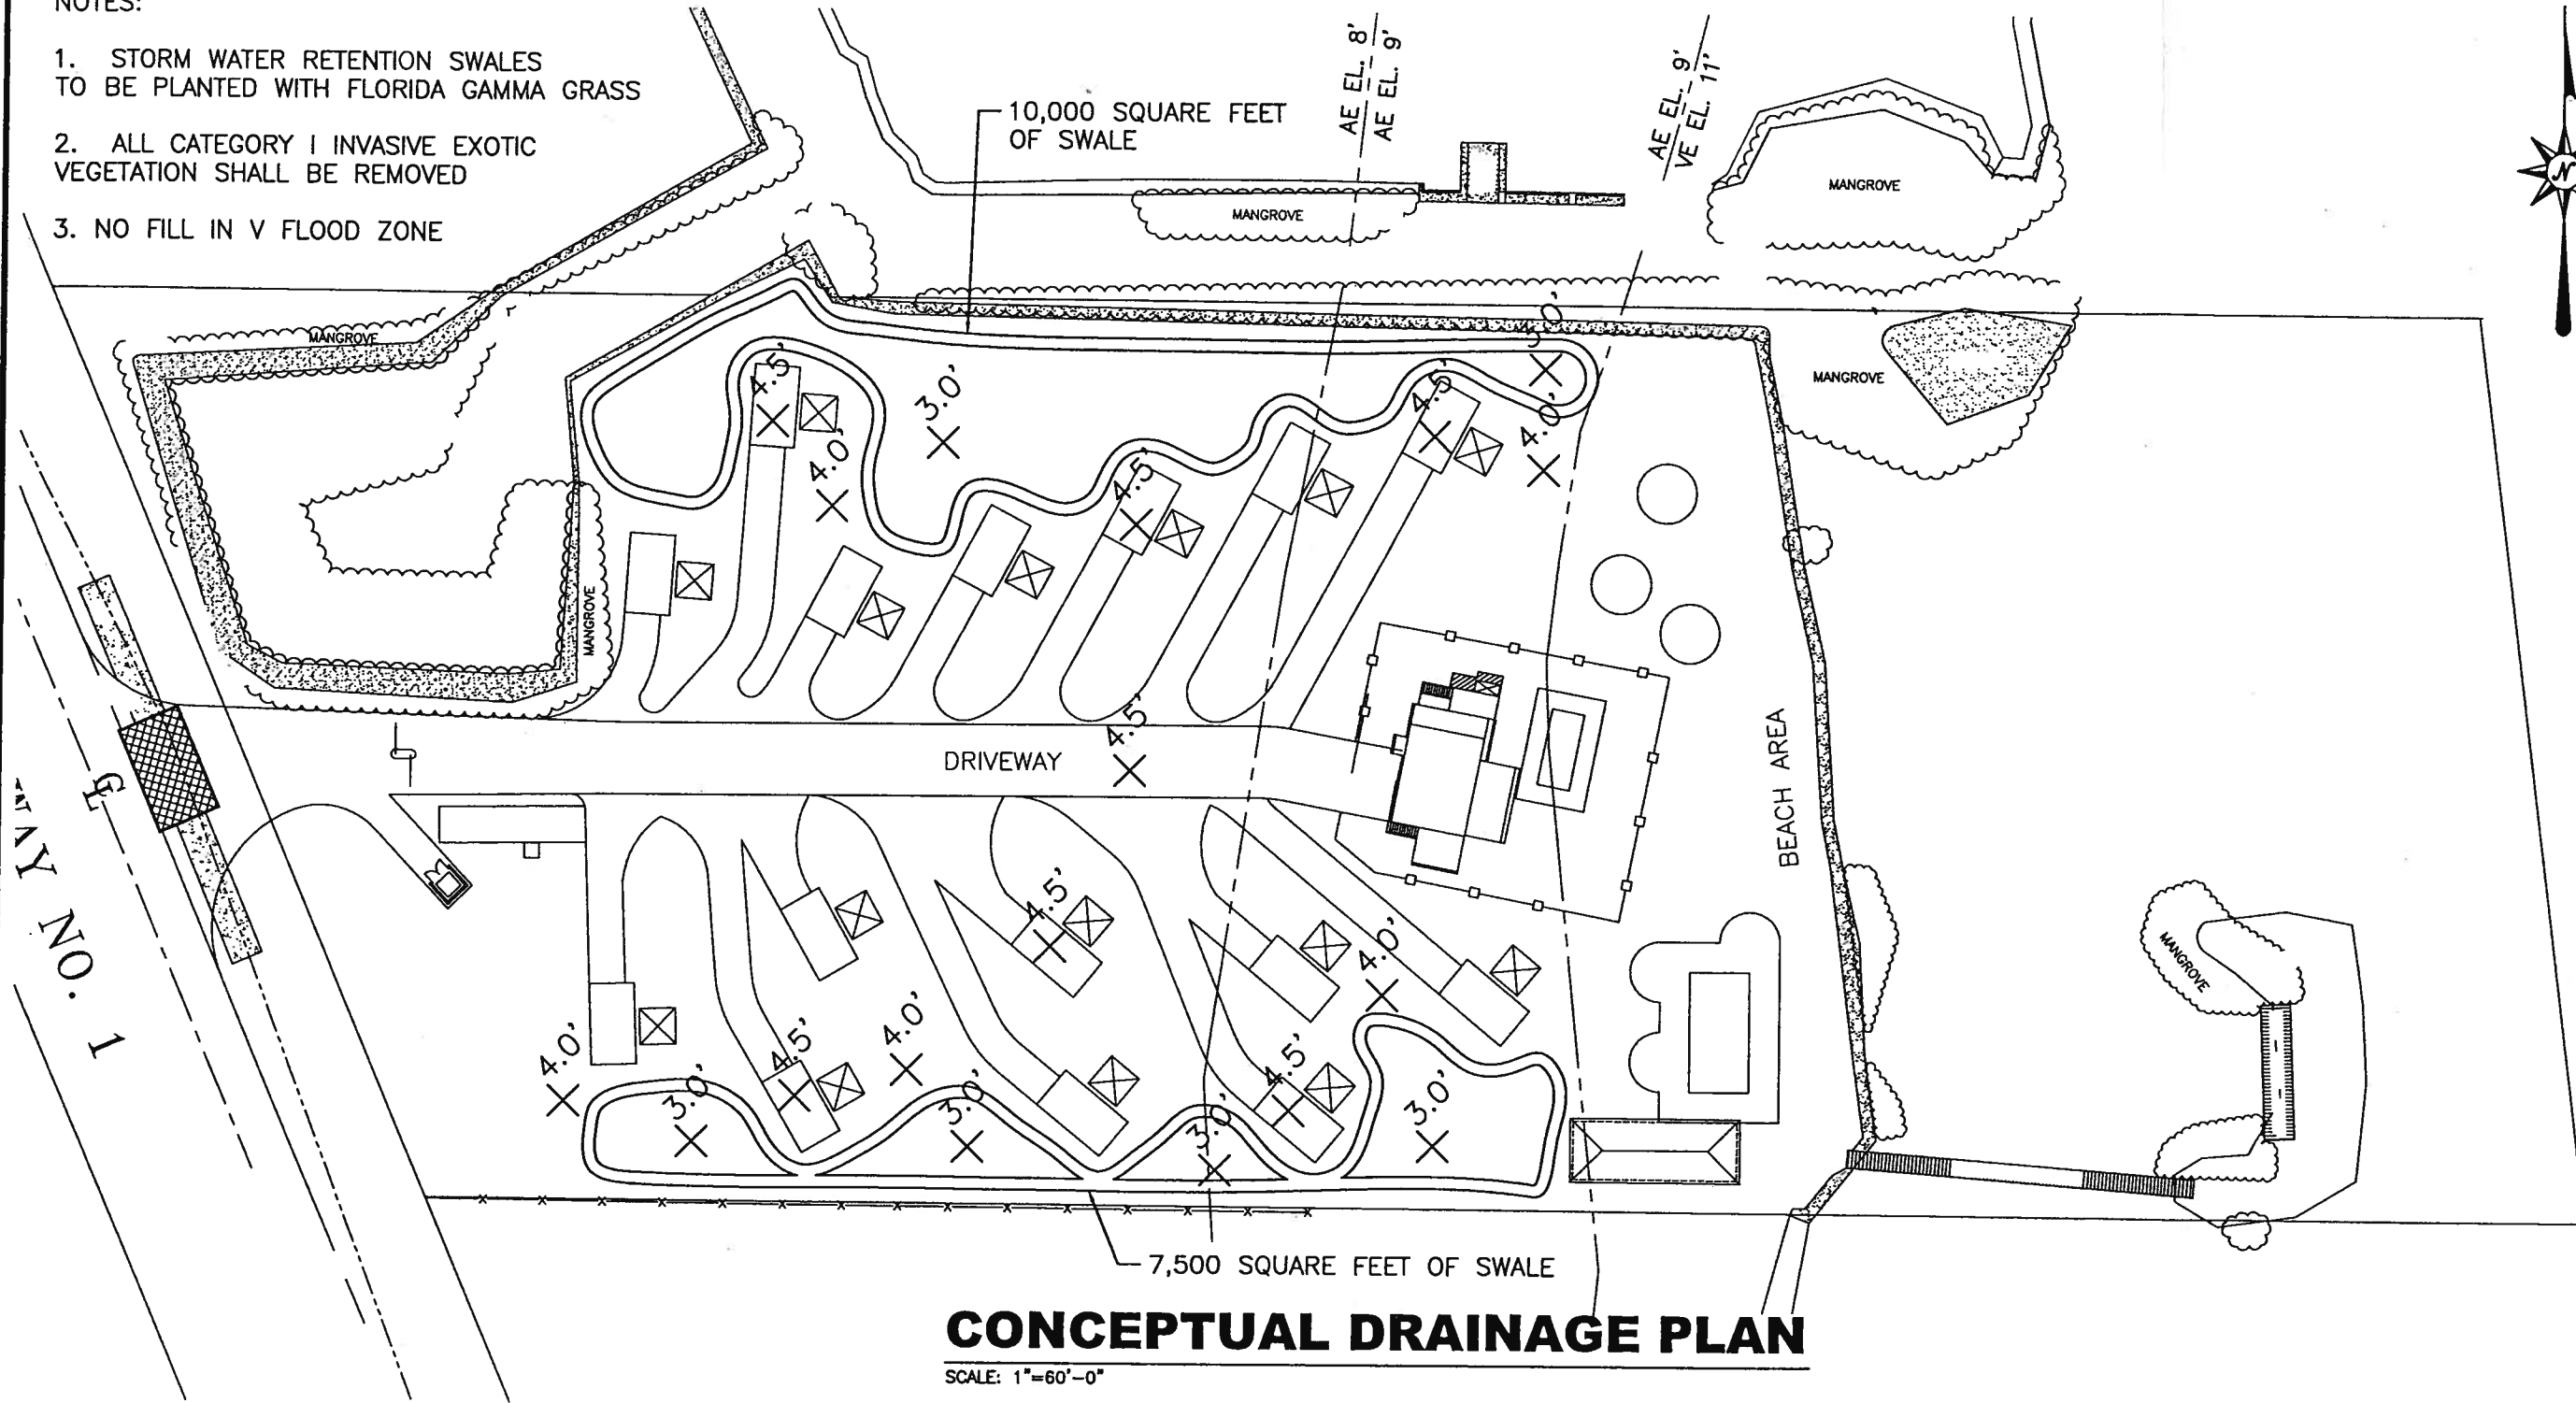 NOTES:
1. STORM WATER RETENTION SWALES
TO BE PLANTED WITH FLORIDA GAMMA GRASS
2. ALL CATEGORY I INVASIVE EXOTIC
VEGETATION SHALL BE REMOVED
3. NO FILL IN V FLOOD ZONE
10,000 SQUARE FEET
OF SWALE
AE EL. 8'
AE EL. 9'
AE EL. 9'
VE EL. 11'
MANGROVE
MANGROVE
N
MANGROVE
MANGROVE
MANGROVE
4.5'
3.0'
4.0'
4.5'
4.5'
3.0'
4.0'
4.5'
DRIVEWAY
BEACH AREA
WAY NO. 1
4.5'
4.0'
4.0'
3.0'
4.5'
4.0'
3.0'
3.0'
4.5'
3.0'
MANGROVE
7,500 SQUARE FEET OF SWALE
CONCEPTUAL DRAINAGE PLAN
SCALE: 1"=60'-0"